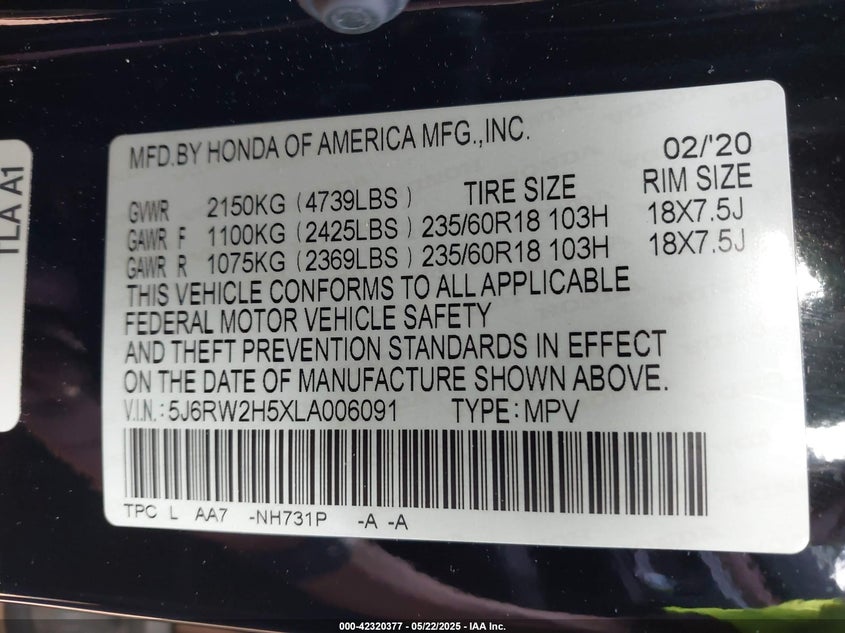 TLA A1
MFD.BY HONDA OF AMERICA MFG.,INC.
02/'20
GVWR 2150KG (4739LBS) TIRE SIZE RIM SIZE
GAWR F 1100KG (2425LBS) 235/60R18 103H 18X7.5J
GAWR R 1075KG (2369LBS) 235/60R18 103H 18X7.5J
THIS VEHICLE CONFORMS TO ALL APPLICABLE
FEDERAL MOTOR VEHICLE SAFETY
AND THEFT PREVENTION STANDARDS IN EFFECT
ON THE DATE OF MANUFACTURE SHOWN ABOVE.
V.I.N.: 5J6RW2H5XLA006091 TYPE: MPV
TPC L AA7 -NH731P -A -A
000-42320377 - 05/22/2025 - IAA Inc.